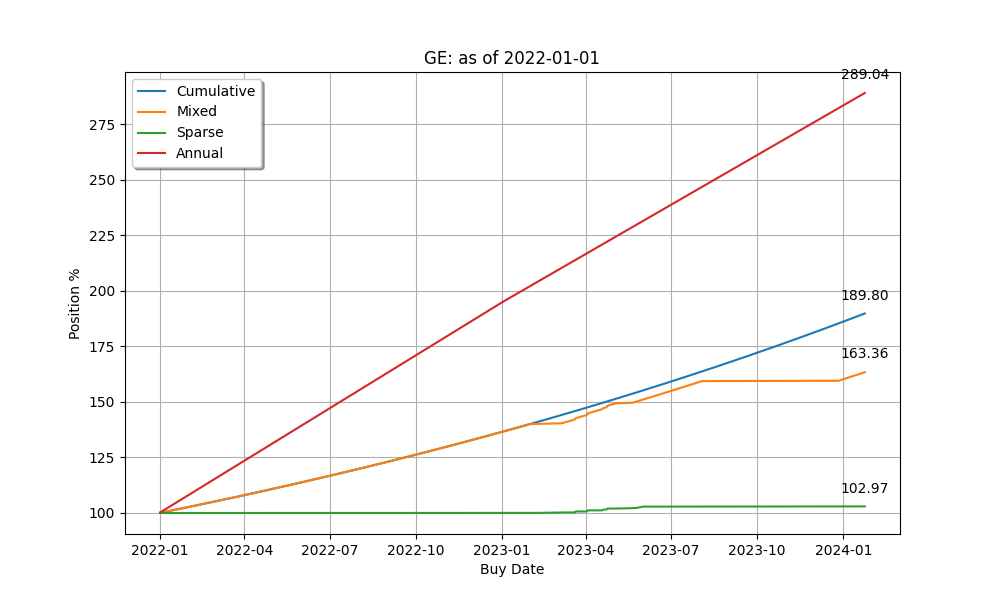 GE: as of 2022-01-01
Cumulative
Mixed
Sparse
Annual
289.04
189.80
163.36
102.97
Position %
275
250
225
200
175
150
125
100
2022-01 2022-04 2022-07 2022-10 2023-01 2023-04 2023-07 2023-10 2024-01
Buy Date